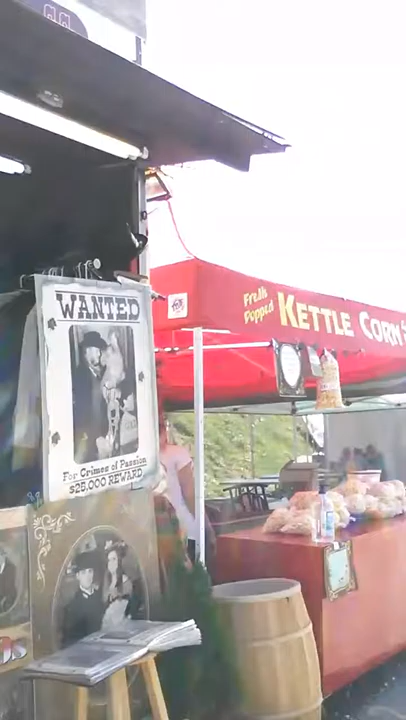 WANTED
For Crimes of Passion
$25,000 REWARD
Fresh
Popped
KETTLE CORN